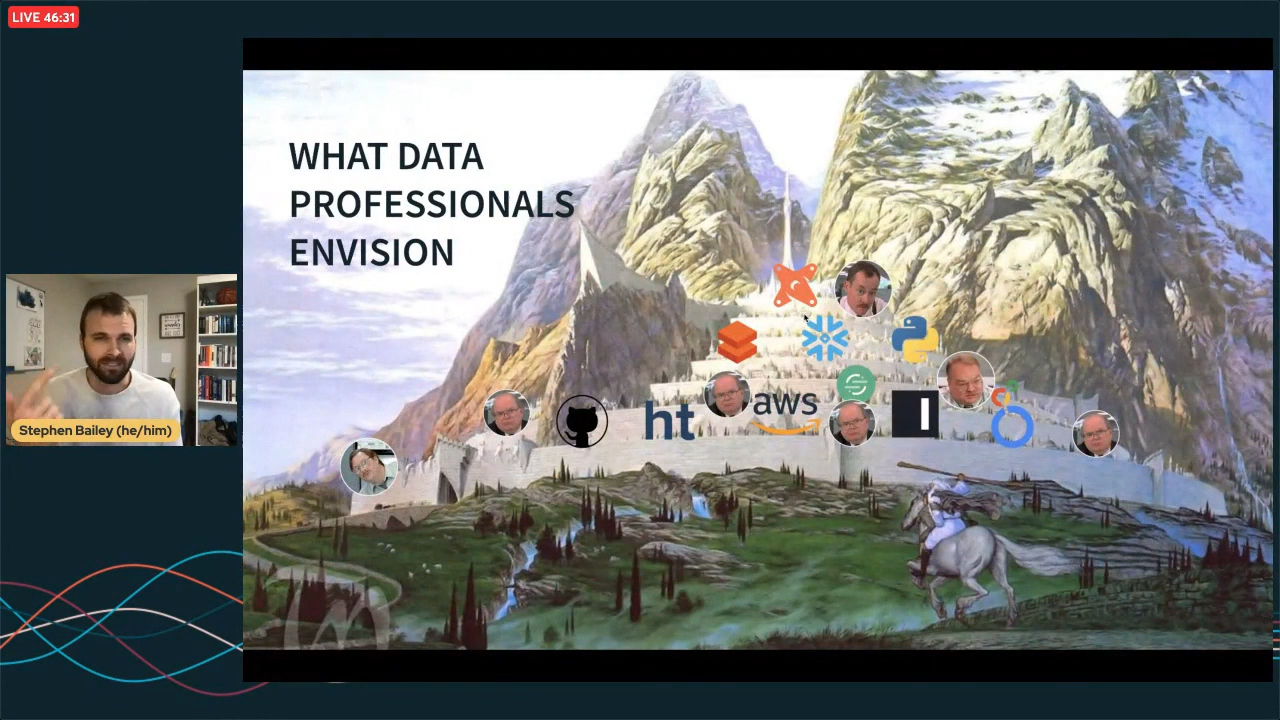 LIVE 46:31
WHAT DATA
PROFESSIONALS
ENVISION
ht
aws
Stephen Bailey (he/him)